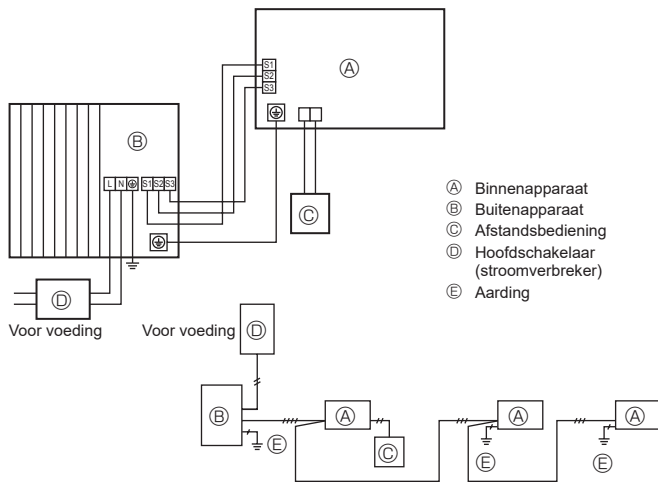 S1
S2
S3
Ⓐ
Ⓑ
L N S1 S2 S3
Ⓒ
Ⓓ
Voor voeding
Ⓐ Binnenapparaat
Ⓑ Buitenapparaat
Ⓒ Afstandsbediening
Ⓓ Hoofdschakelaar
(stroomverbreker)
Ⓔ Aarding
Voor voeding
Ⓓ
Ⓑ
Ⓔ
Ⓐ
Ⓒ
Ⓐ
Ⓔ
Ⓐ
Ⓔ